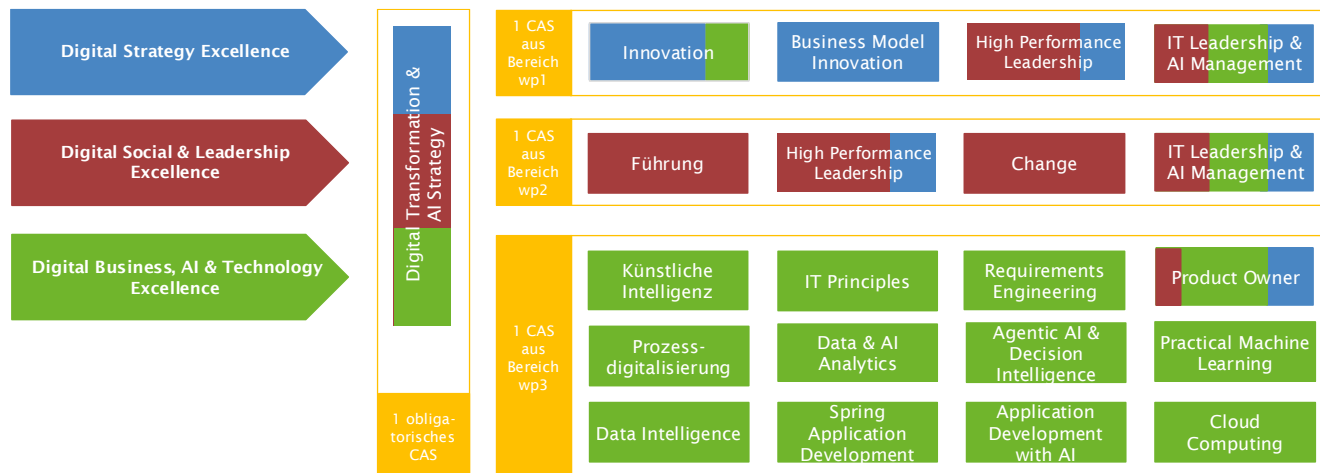 Digital Strategy Excellence
Digital Social & Leadership
Excellence
Digital Business, AI & Technology
Excellence
Digital Transformation &
AI Strategy
1 obliga-
torisches
CAS
1 CAS
aus
Bereich
wp1
Innovation
Business Model
Innovation
High Performance
Leadership
IT Leadership &
AI Management
1 CAS
aus
Bereich
wp2
Führung
High Performance
Leadership
Change
IT Leadership &
AI Management
1 CAS
aus
Bereich
wp3
Künstliche
Intelligenz
IT Principles
Requirements
Engineering
Product Owner
Prozess-
digitalisierung
Data & AI
Analytics
Agentic AI &
Decision
Intelligence
Practical Machine
Learning
Data Intelligence
Spring
Application
Development
Application
Development
with AI
Cloud
Computing